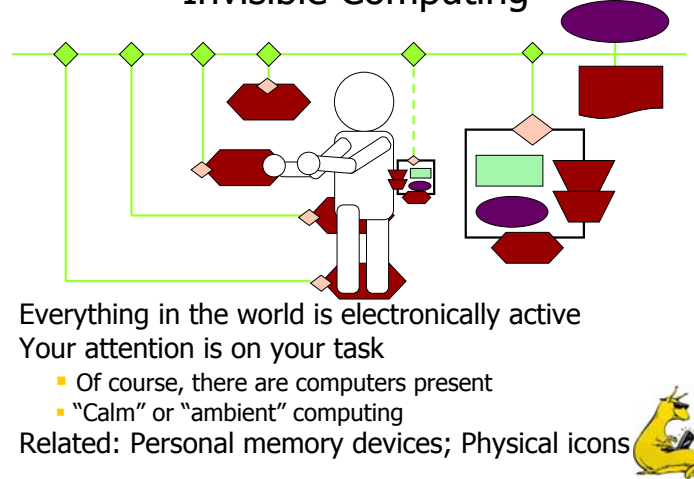 Invisible Computing
Everything in the world is electronically active
Your attention is on your task
Of course, there are computers present
“Calm” or “ambient” computing
Related: Personal memory devices; Physical icons